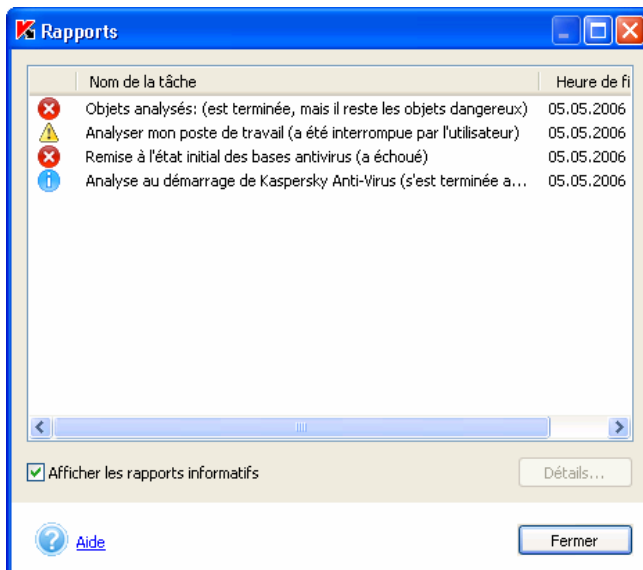 Rapports
Nom de la tâche Heure de fi
Objets analysés: (est terminée, mais il reste les objets dangereux) 05.05.2006
Analyser mon poste de travail (a été interrompue par l'utilisateur) 05.05.2006
Remise à l'état initial des bases antivirus (a échoué) 05.05.2006
Analyse au démarrage de Kaspersky Anti-Virus (s'est terminée a... 05.05.2006
Afficher les rapports informatifs Détails...
Aide Fermer